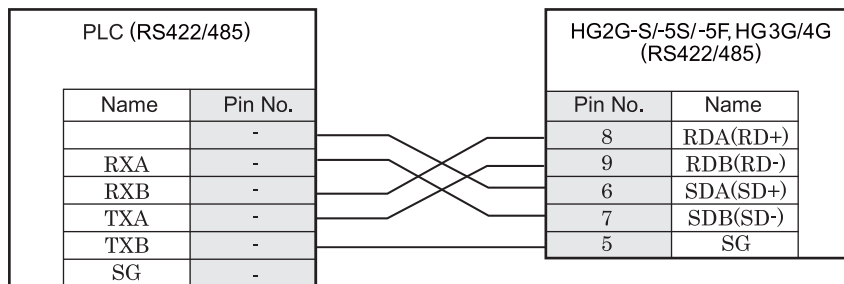 PLC (RS422/485)
Name Pin No.
-
RXA -
RXB -
TXA -
TXB -
SG -
HG2G-S/-5S/-5F, HG3G/4G
(RS422/485)
Pin No. Name
8 RDA(RD+)
9 RDB(RD-)
6 SDA(SD+)
7 SDB(SD-)
5 SG